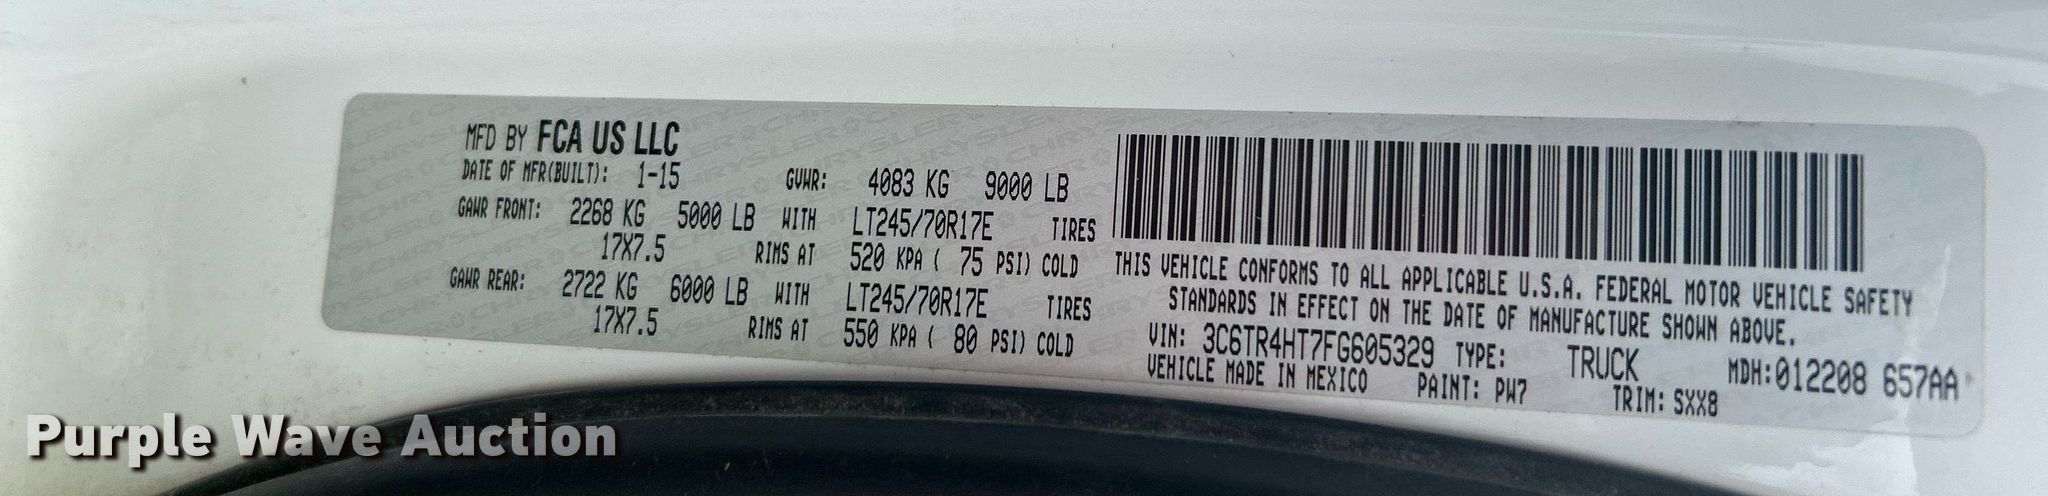 MFD BY FCA US LLC
DATE OF MFR(BUILT): 1-15 GVWR: 4083 KG 9000 LB
GAWR FRONT: 2268 KG 5000 LB WITH LT245/70R17E TIRES
17X7.5 RIMS AT 520 KPA ( 75 PSI) COLD
GAWR REAR: 2722 KG 6000 LB WITH LT245/70R17E TIRES
17X7.5 RIMS AT 550 KPA ( 80 PSI) COLD
THIS VEHICLE CONFORMS TO ALL APPLICABLE U.S.A. FEDERAL MOTOR VEHICLE SAFETY
STANDARDS IN EFFECT ON THE DATE OF MANUFACTURE SHOWN ABOVE.
VIN: 3C6TR4HT7FG605329 TYPE: TRUCK MDH:012208 657AA
VEHICLE MADE IN MEXICO PAINT: PW7 TRIM: SXX8
Purple Wave Auction